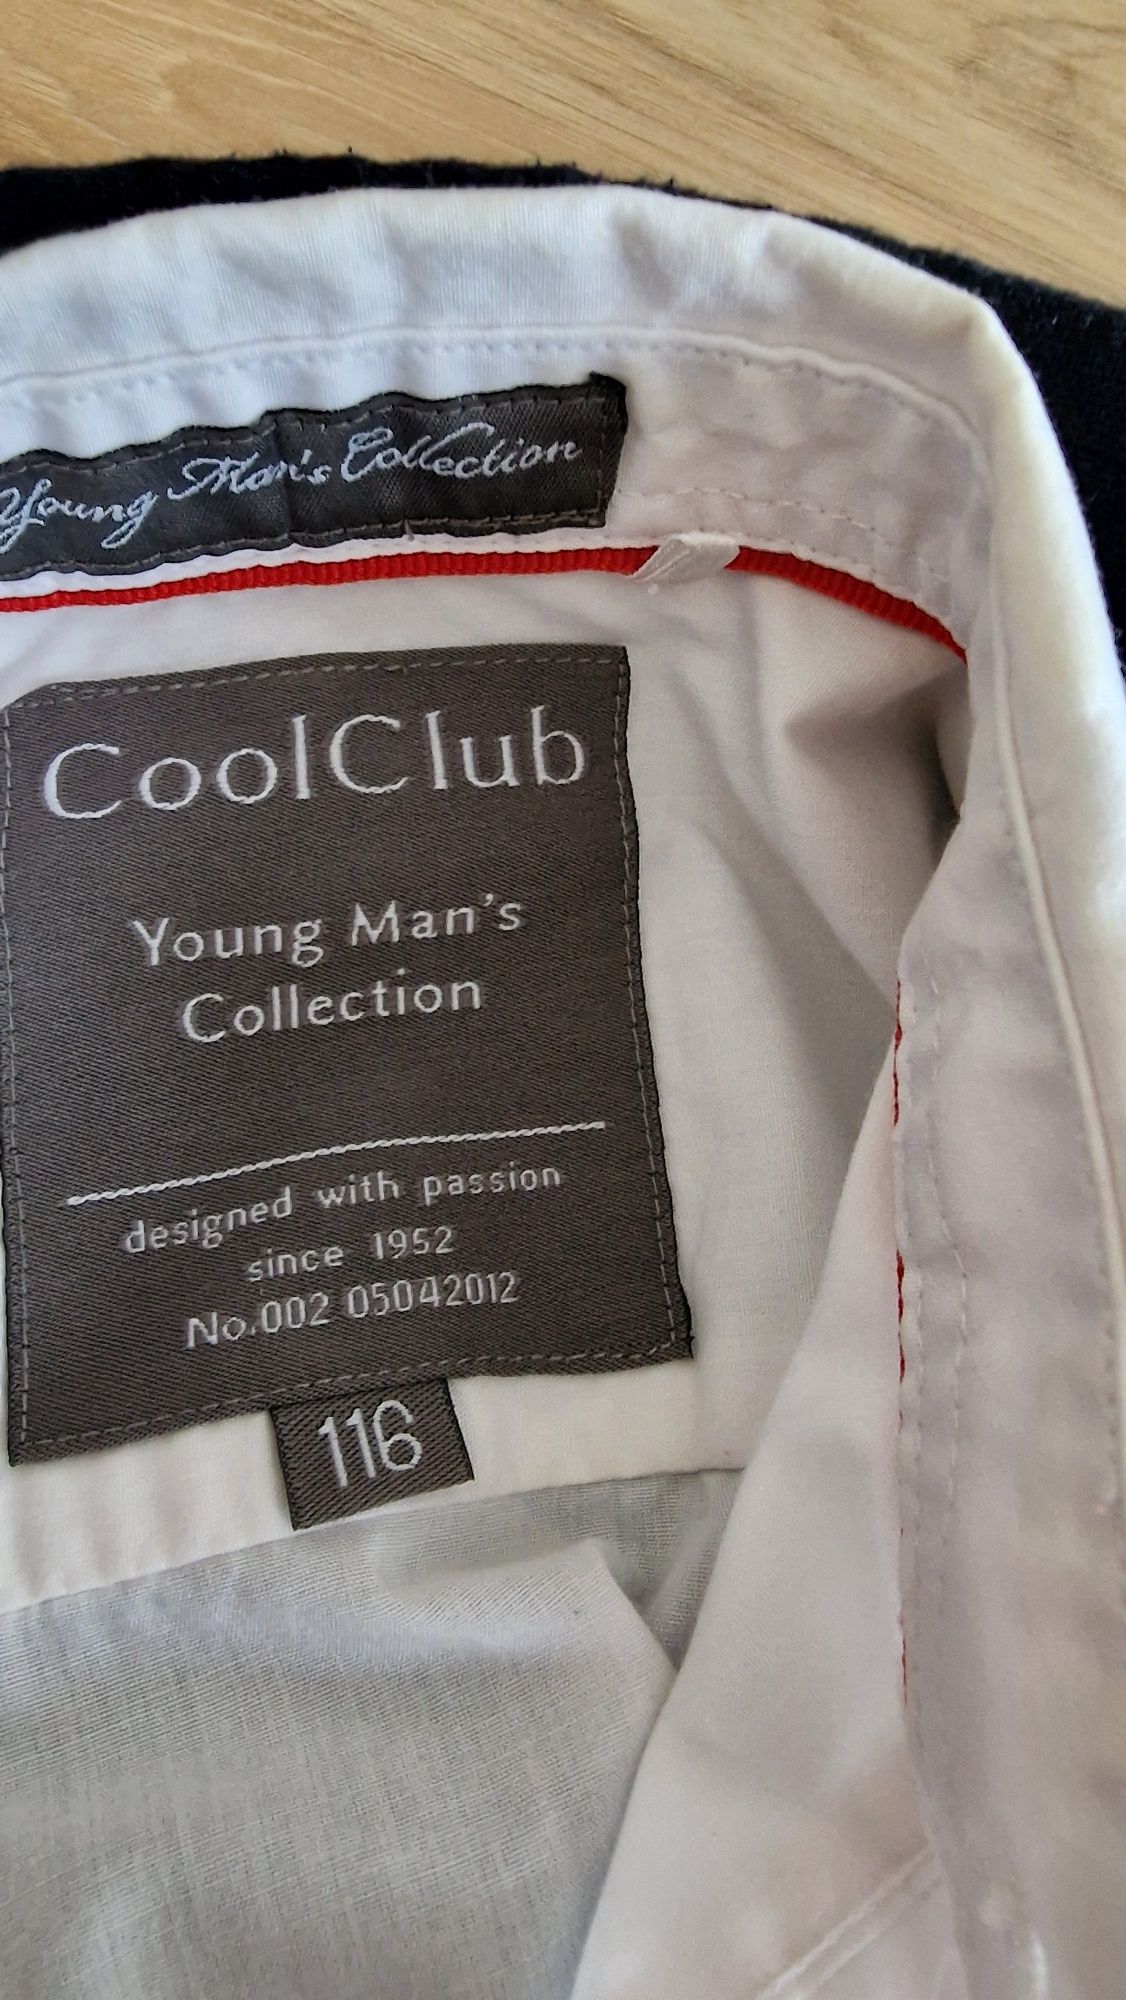 Young Man's Collection
CoolClub
Young Man's
Collection
designed with passion
since 1952
No.002 05042012
116